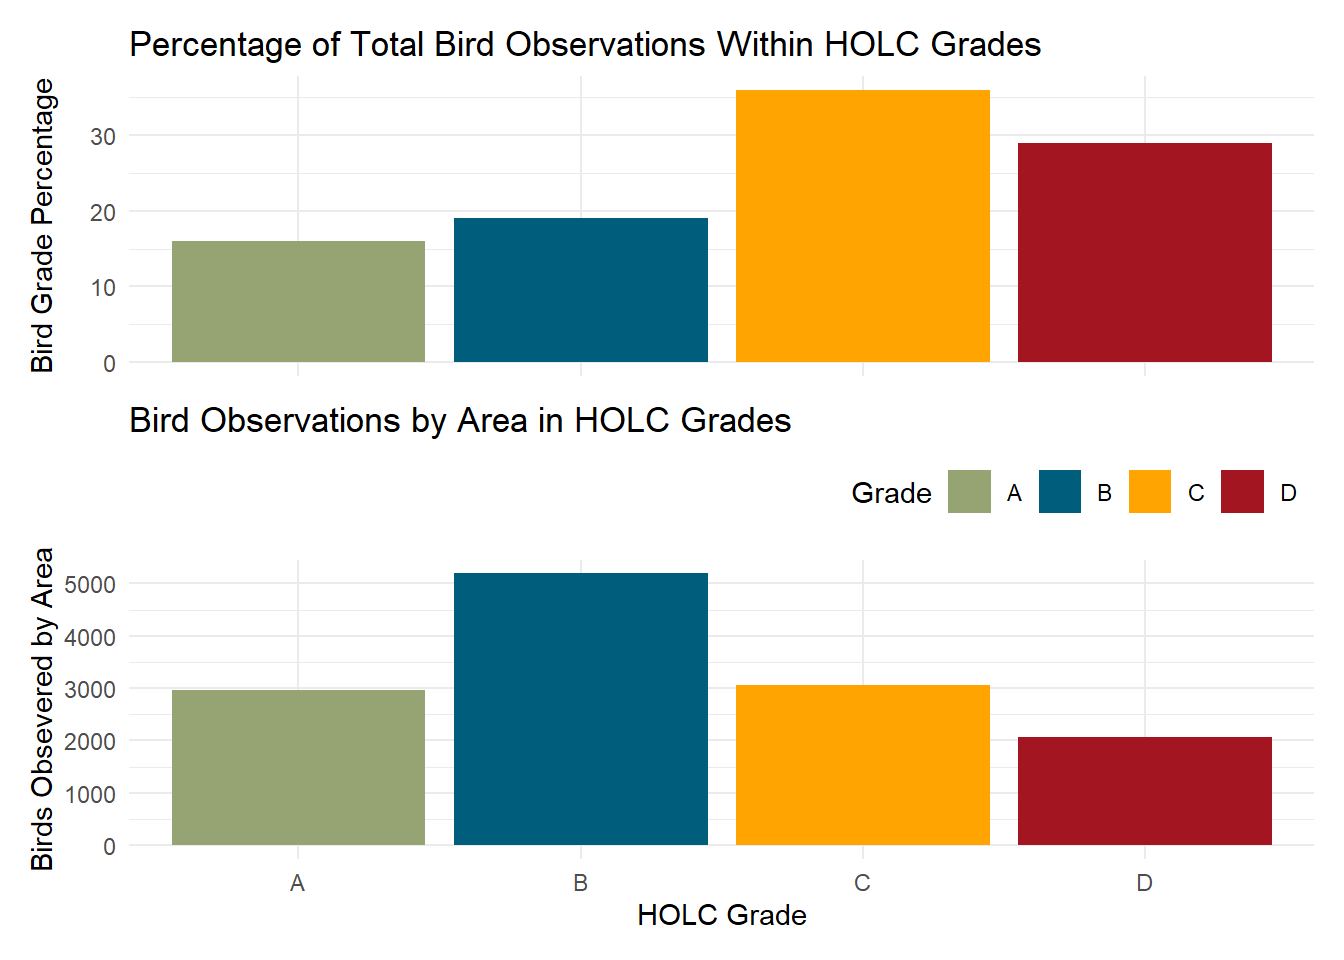 Percentage of Total Bird Observations Within HOLC Grades
Bird Grade Percentage
30
20
10
0
Bird Observations by Area in HOLC Grades
Grade A B C D
Birds Obsevered by Area
5000
4000
3000
2000
1000
0
A B C D
HOLC Grade